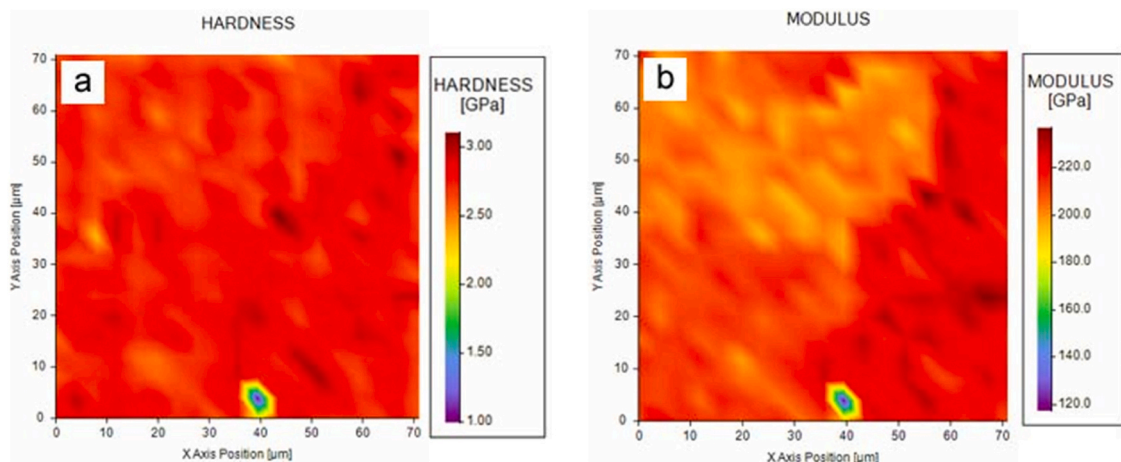 HARDNESS
a
70
60
50
40
30
20
10
0
Y Axis Position [µm]
0 10 20 30 40 50 60 70
X Axis Position [µm]
HARDNESS
[GPa]
3.00
2.50
2.00
1.50
1.00
MODULUS
b
70
60
50
40
30
20
10
0
Y Axis Position [µm]
0 10 20 30 40 50 60 70
X Axis Position [µm]
MODULUS
[GPa]
220.0
200.0
180.0
160.0
140.0
120.0